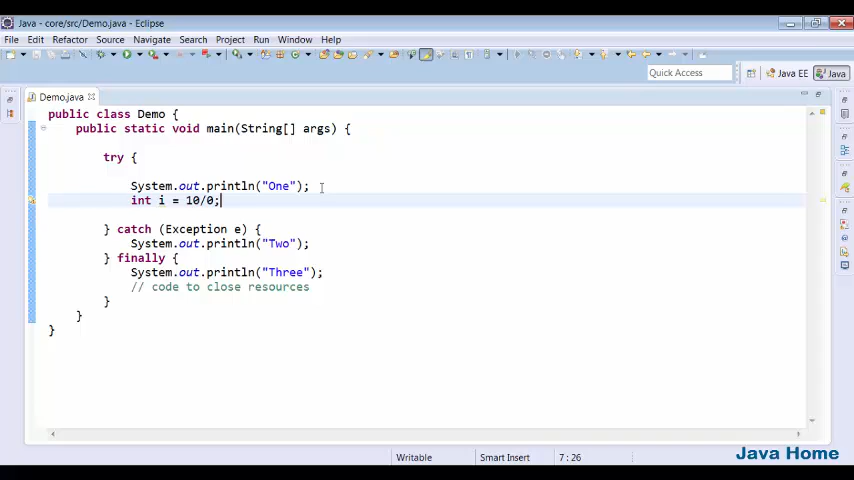 Java - core/src/Demo.java - Eclipse
File Edit Refactor Source Navigate Search Project Run Window Help
Quick Access Java EE Java
Demo.java
public class Demo {
public static void main(String[] args) {
try {
System.out.println("One");
int i = 10/0;
} catch (Exception e) {
System.out.println("Two");
} finally {
System.out.println("Three");
// code to close resources
}
}
}
Writable Smart Insert 7 : 26
Java Home